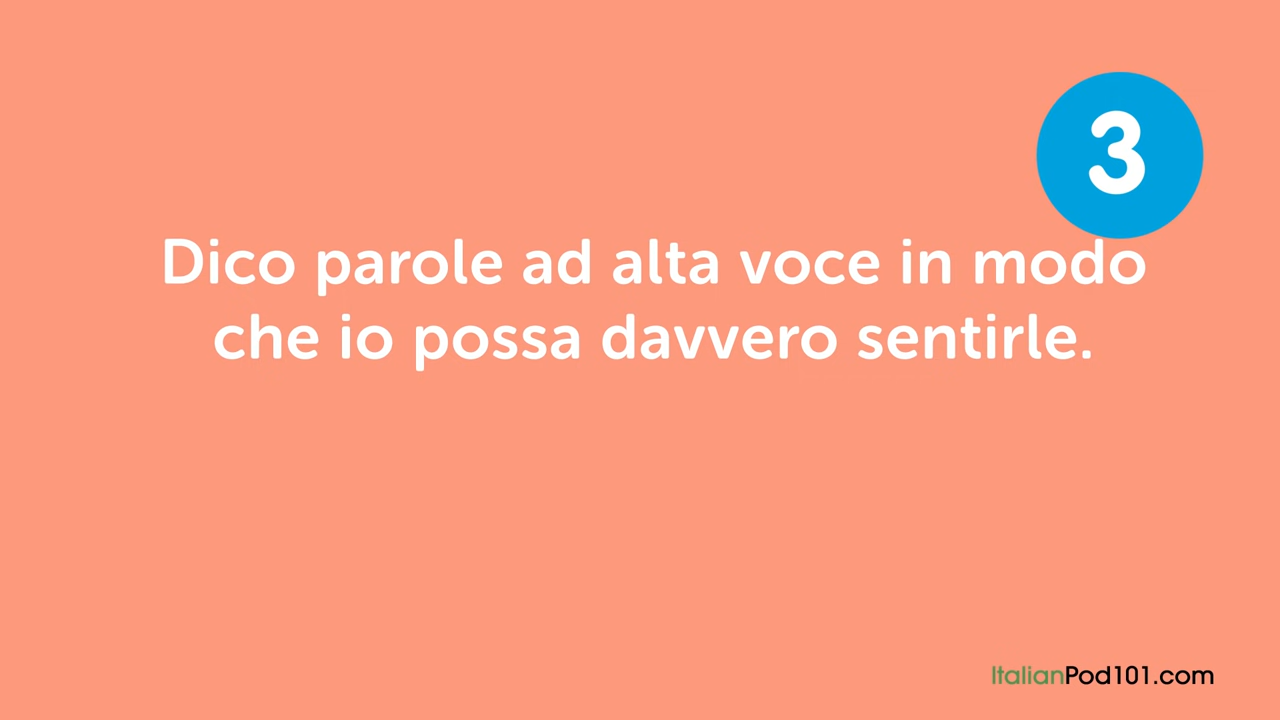 3
Dico parole ad alta voce in modo
che io possa davvero sentirle.
ItalianPod101.com